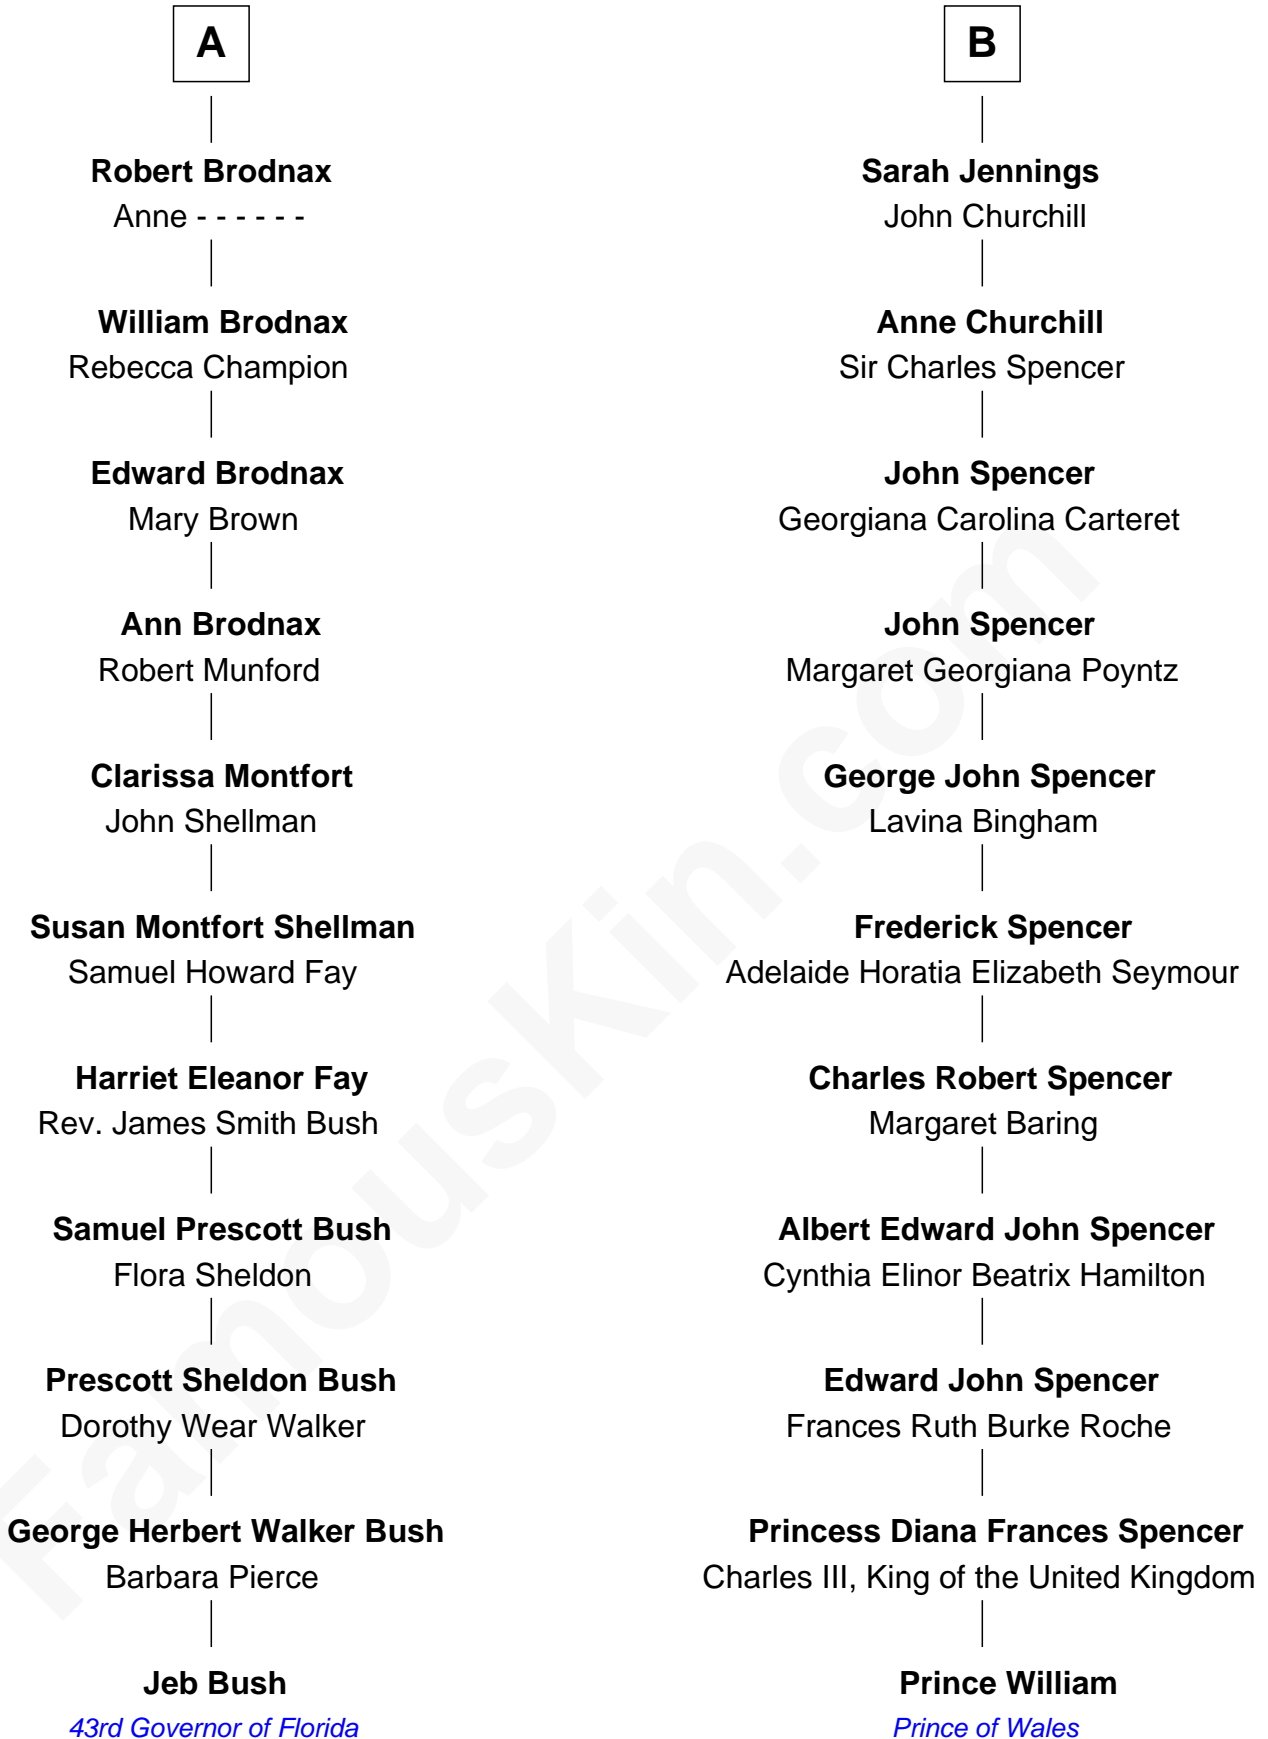 A
Robert Brodnax
Anne - - - - - -
William Brodnax
Rebecca Champion
Edward Brodnax
Mary Brown
Ann Brodnax
Robert Munford
Clarissa Montfort
John Shellman
Susan Montfort Shellman
Samuel Howard Fay
Harriet Eleanor Fay
Rev. James Smith Bush
Samuel Prescott Bush
Flora Sheldon
Prescott Sheldon Bush
Dorothy Wear Walker
George Herbert Walker Bush
Barbara Pierce
Jeb Bush
43rd Governor of Florida
B
Sarah Jennings
John Churchill
Anne Churchill
Sir Charles Spencer
John Spencer
Georgiana Carolina Carteret
John Spencer
Margaret Georgiana Poyntz
George John Spencer
Lavina Bingham
Frederick Spencer
Adelaide Horatia Elizabeth Seymour
Charles Robert Spencer
Margaret Baring
Albert Edward John Spencer
Cynthia Elinor Beatrix Hamilton
Edward John Spencer
Frances Ruth Burke Roche
Princess Diana Frances Spencer
Charles III, King of the United Kingdom
Prince William
Prince of Wales
FamousKin.com